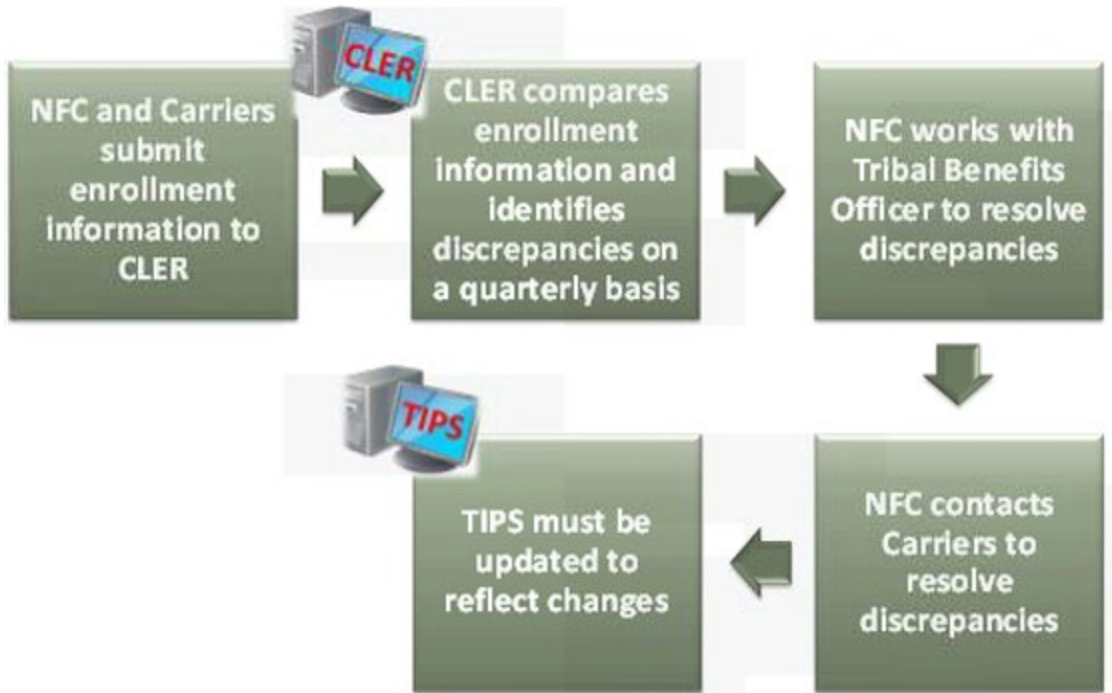 NFC and Carriers
submit
enrollment
information to
CLER
CLER
CLER compares
enrollment
information and
identifies
discrepancies on
a quarterly basis
NFC works with
Tribal Benefits
Officer to resolve
discrepancies
NFC contacts
Carriers to
resolve
discrepancies
TIPS
TIPS must be
updated to
reflect changes